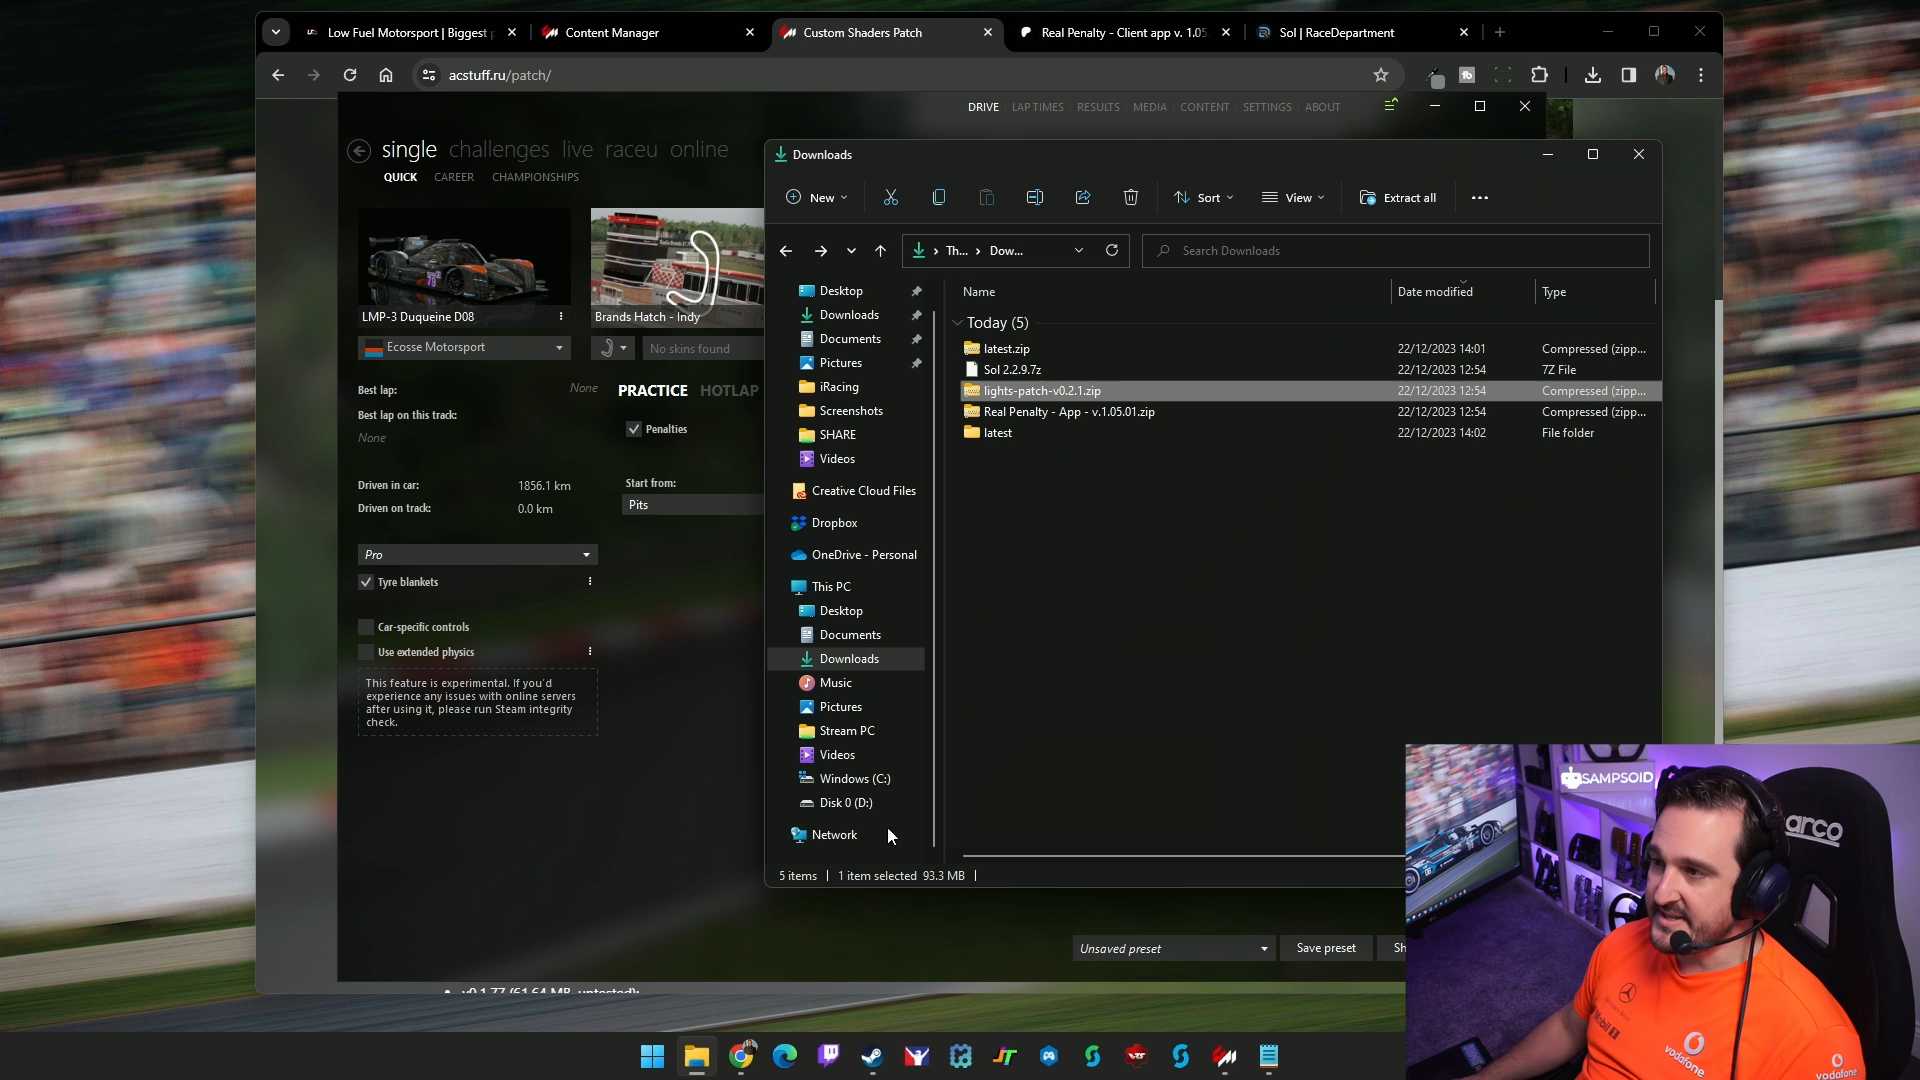 Low Fuel Motorsport | Biggest
Content Manager
Custom Shaders Patch
Real Penalty - Client app v. 1.05
Sol | RaceDepartment
acstuff.ru/patch/
DRIVE LAP TIMES RESULTS MEDIA CONTENT SETTINGS ABOUT
single challenges live raceu online
QUICK CAREER CHAMPIONSHIPS
LMP-3 Duqueine D08
Brands Hatch - Indy
Ecosse Motorsport
No skins found
Best lap: None
Best lap on this track:
None
PRACTICE HOTLAP
Penalties
Driven in car: 1856.1 km
Driven on track: 0.0 km
Start from:
Pits
Pro
Tyre blankets
Car-specific controls
Use extended physics
This feature is experimental. If you'd
experience any issues with online servers
after using it, please run Steam integrity
check.
Unsaved preset
Save preset
Sh
v0.1.77 (61.64 MB, untested):
Downloads
New
Sort
View
Extract all
Th... Dow...
Search Downloads
Desktop
Downloads
Documents
Pictures
iRacing
Screenshots
SHARE
Videos
Creative Cloud Files
Dropbox
OneDrive - Personal
This PC
Desktop
Documents
Downloads
Music
Pictures
Stream PC
Videos
Windows (C:)
Disk 0 (D:)
Network
Name Date modified Type
Today (5)
latest.zip 22/12/2023 14:01 Compressed (zipp...
Sol 2.2.9.7z 22/12/2023 12:54 7Z File
lights-patch-v0.2.1.zip 22/12/2023 12:54 Compressed (zipp...
Real Penalty - App - v.1.05.01.zip 22/12/2023 12:54 Compressed (zipp...
latest 22/12/2023 14:02 File folder
5 items 1 item selected 93.3 MB
SAMPSOID
arco
vodafone
vodafone